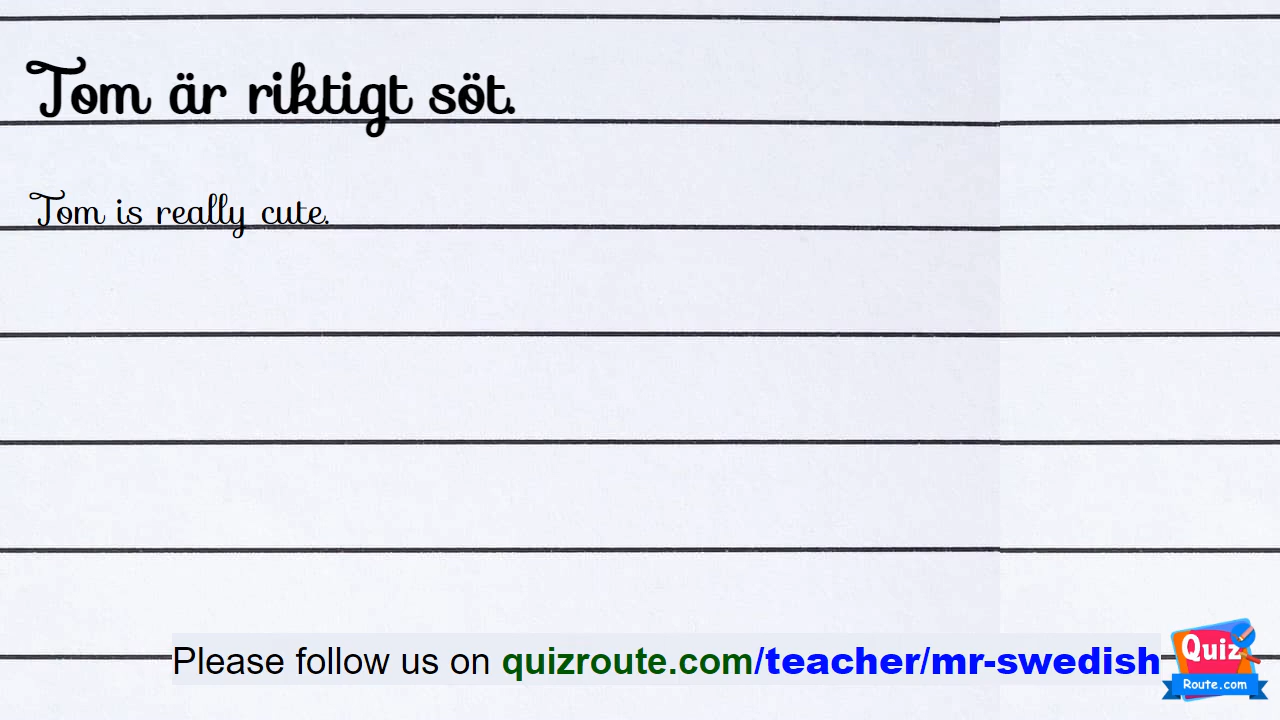 Tom är riktigt söt.
Tom is really cute.
Please follow us on quizroute.com/teacher/mr-swedish
Quiz
Route.com